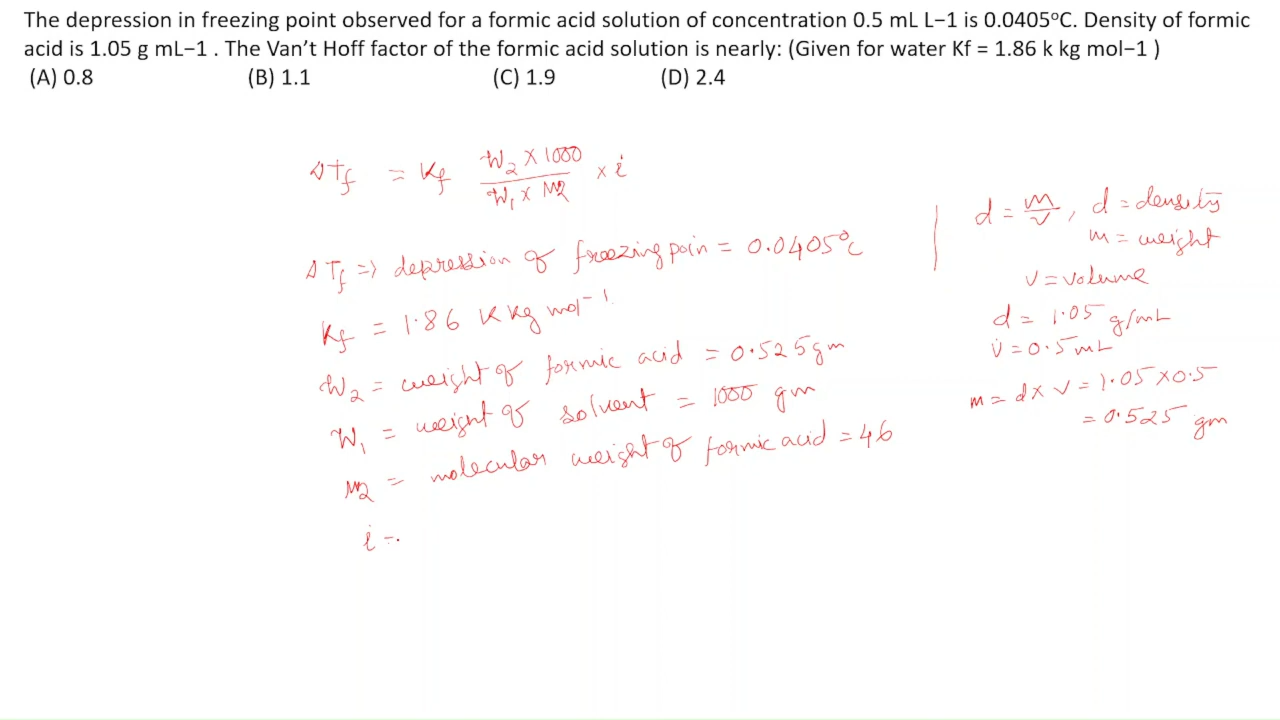 The depression in freezing point observed for a formic acid solution of concentration 0.5 mL L−1 is 0.0405ºC. Density of formic
acid is 1.05 g mL−1 . The Van’t Hoff factor of the formic acid solution is nearly: (Given for water Kf = 1.86 k kg mol−1 )
(A) 0.8 (B) 1.1 (C) 1.9 (D) 2.4
ΔTf = Kf W2 × 1000 / W1 × M2 × i
ΔTf => depression of freezing poin = 0.0405°C
Kf = 1.86 K kg mol−1
W2 = weight of formic acid = 0.525 gm
W1 = weight of solvent = 1000 gm
M2 = molecular weight of formic acid = 46
i =
d = m/v, d = density
m = weight
v = volume
d = 1.05 g/mL
v = 0.5 mL
m = d × v = 1.05 × 0.5
= 0.525 gm